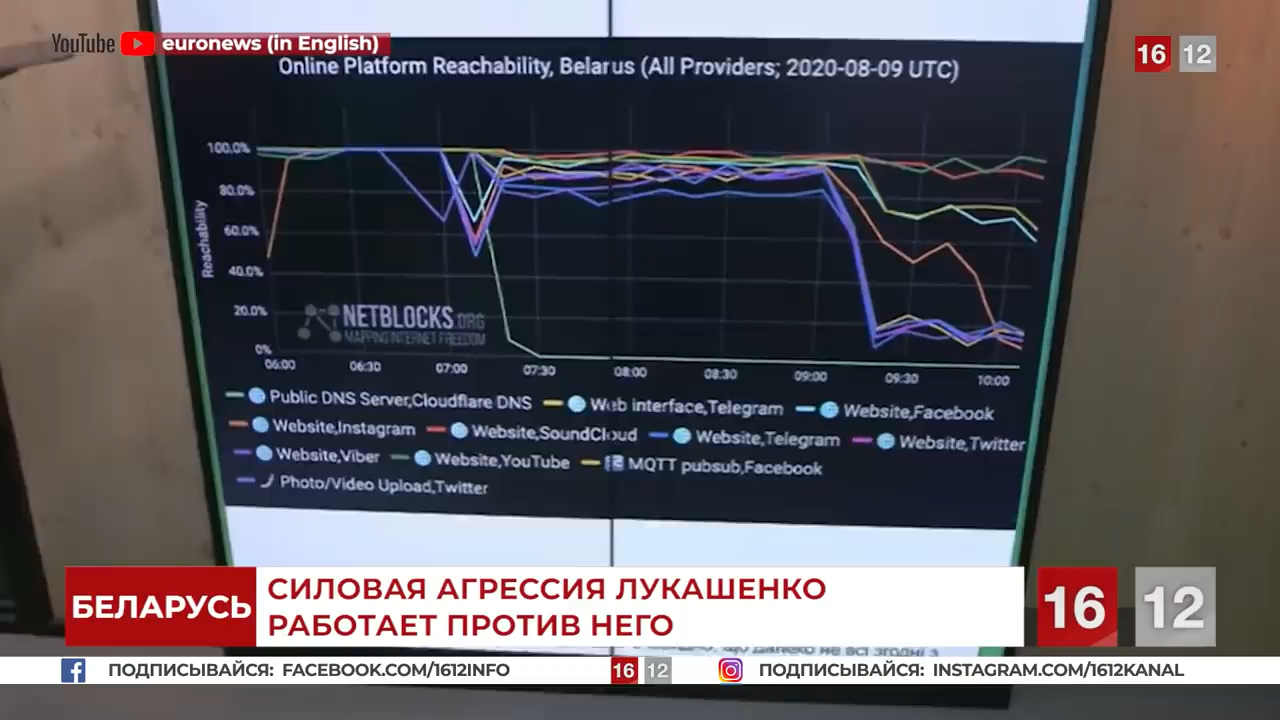 YouTube euronews (in English)
16 12
Online Platform Reachability, Belarus (All Providers; 2020-08-09 UTC)
100.0%
80.0%
60.0%
40.0%
20.0%
0%
Reachability
NETBLOCKS.ORG
MAPPING INTERNET FREEDOM
06:00 06:30 07:00 07:30 08:00 08:30 09:00 09:30 10:00
Public DNS Server,Cloudflare DNS Web interface,Telegram Website,Facebook
Website,Instagram Website,SoundCloud Website,Telegram Website,Twitter
Website,Viber Website,YouTube MQTT pubsub,Facebook
Photo/Video Upload,Twitter
БЕЛАРУСЬ
СИЛОВАЯ АГРЕССИЯ ЛУКАШЕНКО
РАБОТАЕТ ПРОТИВ НЕГО
16 12
ПОДПИСЫВАЙСЯ: FACEBOOK.COM/1612INFO 16 12 ПОДПИСЫВАЙСЯ: INSTAGRAM.COM/1612KANAL